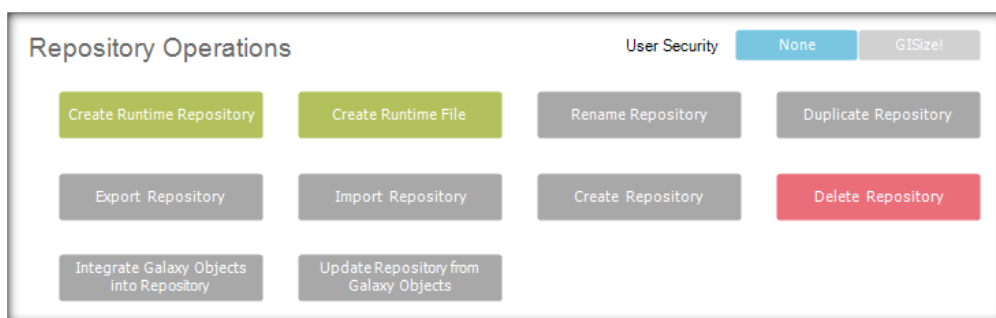 Repository Operations
User Security
None
GISize!
Create Runtime Repository
Create Runtime File
Rename Repository
Duplicate Repository
Export Repository
Import Repository
Create Repository
Delete Repository
Integrate Galaxy Objects
into Repository
Update Repository from
Galaxy Objects